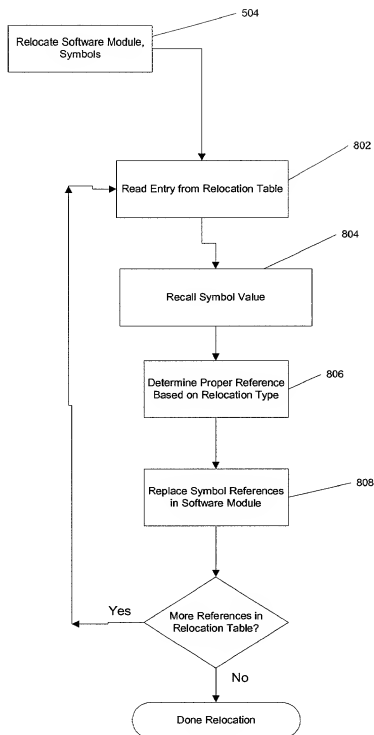 504
Relocate Software Module,
Symbols
802
Read Entry from Relocation Table
804
Recall Symbol Value
806
Determine Proper Reference
Based on Relocation Type
808
Replace Symbol References
in Software Module
Yes
More References in
Relocation Table?
No
Done Relocation